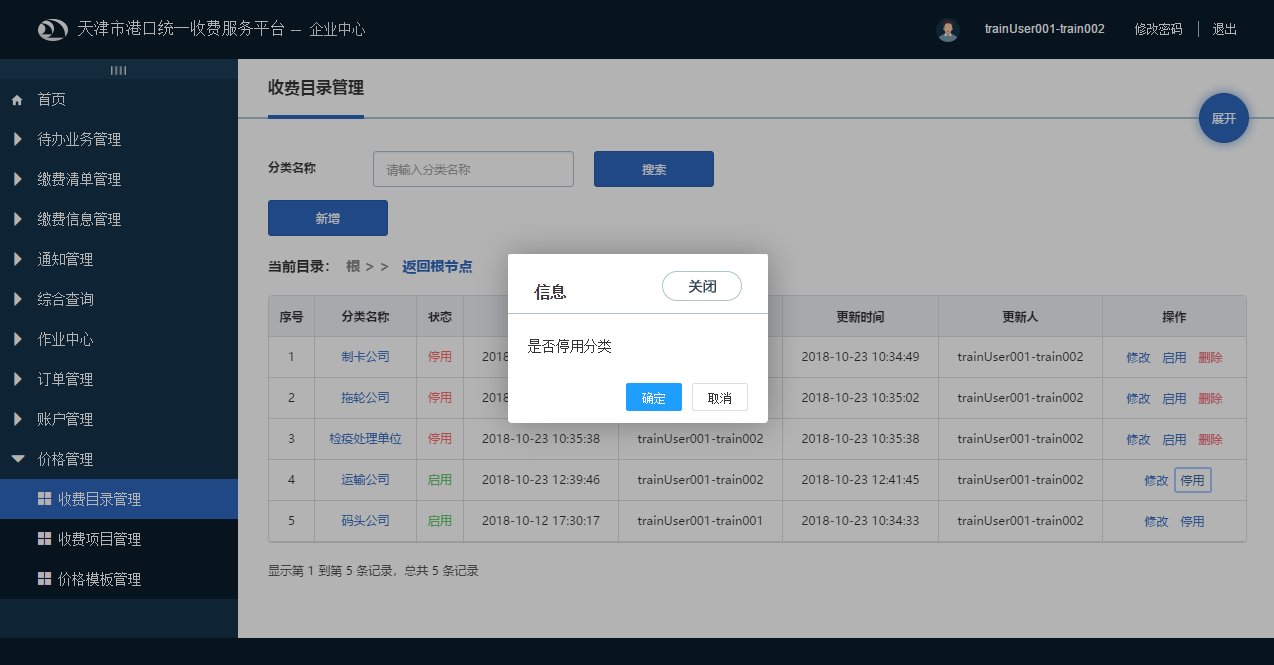 天津市港口统一收费服务平台 -- 企业中心
trainUser001-train002 修改密码 退出
首页
待办业务管理
缴费清单管理
缴费信息管理
通知管理
综合查询
作业中心
订单管理
账户管理
价格管理
收费目录管理
收费项目管理
价格模板管理
收费目录管理
展开
分类名称 请输入分类名称 搜索
新增
当前目录： 根 > > 返回根节点
序号 分类名称 状态 更新时间 更新人 操作
1 制卡公司 停用 2018 2018-10-23 10:34:49 trainUser001-train002 修改 启用 删除
2 拖轮公司 停用 2018 2018-10-23 10:35:02 trainUser001-train002 修改 启用 删除
3 检疫处理单位 停用 2018-10-23 10:35:38 trainUser001-train002 2018-10-23 10:35:38 trainUser001-train002 修改 启用 删除
4 运输公司 启用 2018-10-23 12:39:46 trainUser001-train002 2018-10-23 12:41:45 trainUser001-train002 修改 停用
5 码头公司 启用 2018-10-12 17:30:17 trainUser001-train001 2018-10-23 10:34:33 trainUser001-train002 修改 停用
显示第 1 到第 5 条记录，总共 5 条记录
信息 关闭
是否停用分类
确定 取消